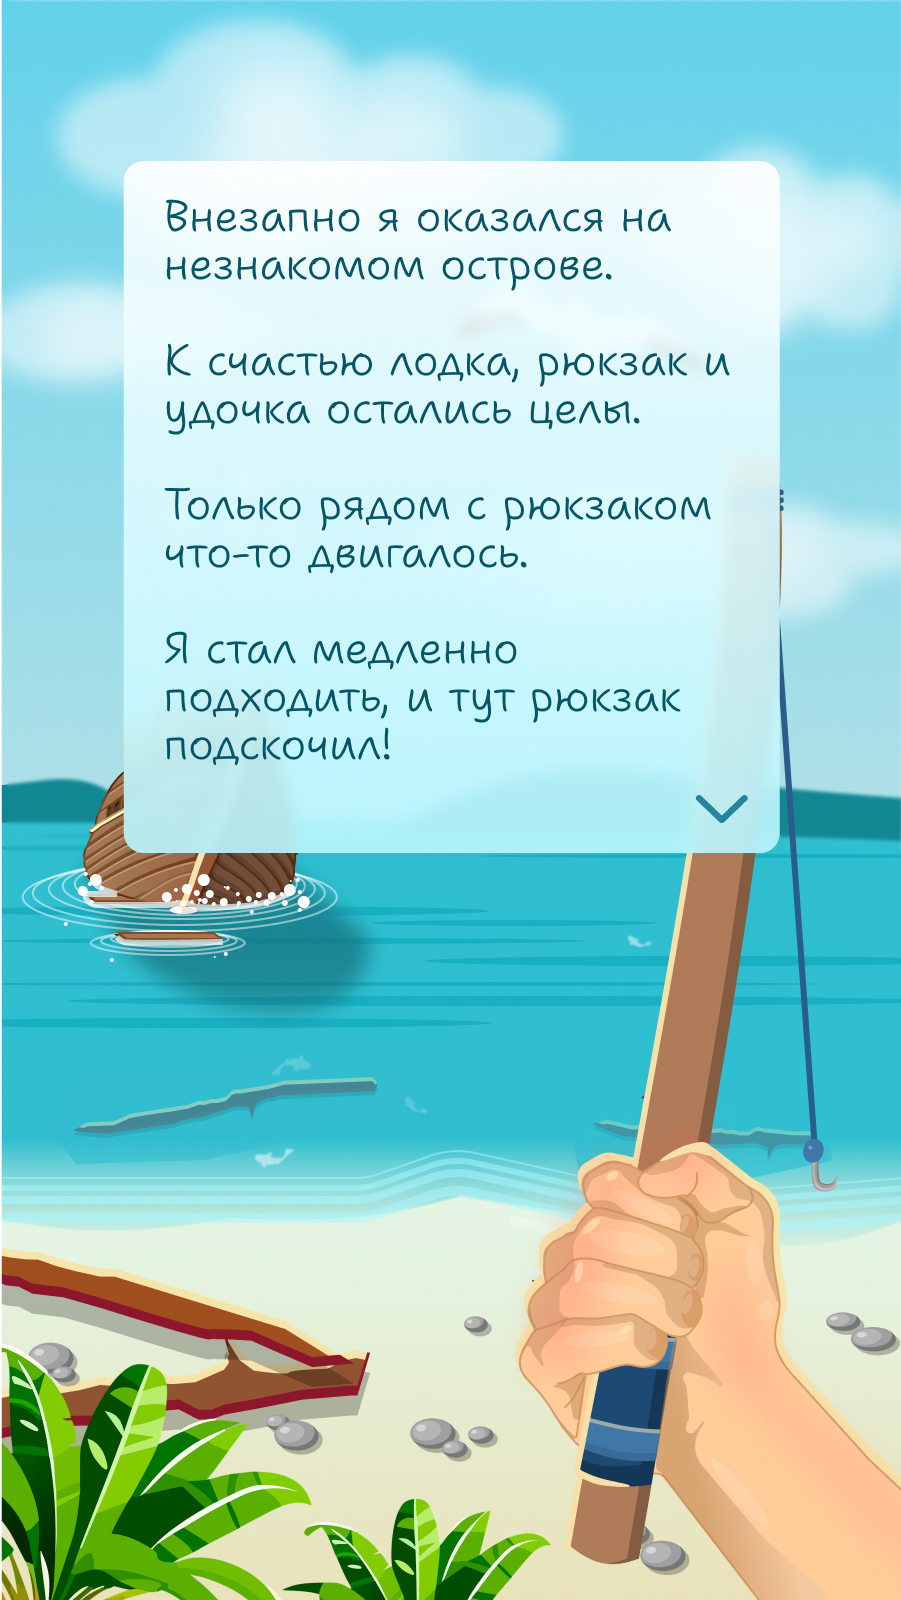 Внезапно я оказался на
незнакомом острове.
К счастью лодка, рюкзак и
удочка остались целы.
Только рядом с рюкзаком
что-то двигалось.
Я стал медленно
подходить, и тут рюкзак
подскочил!